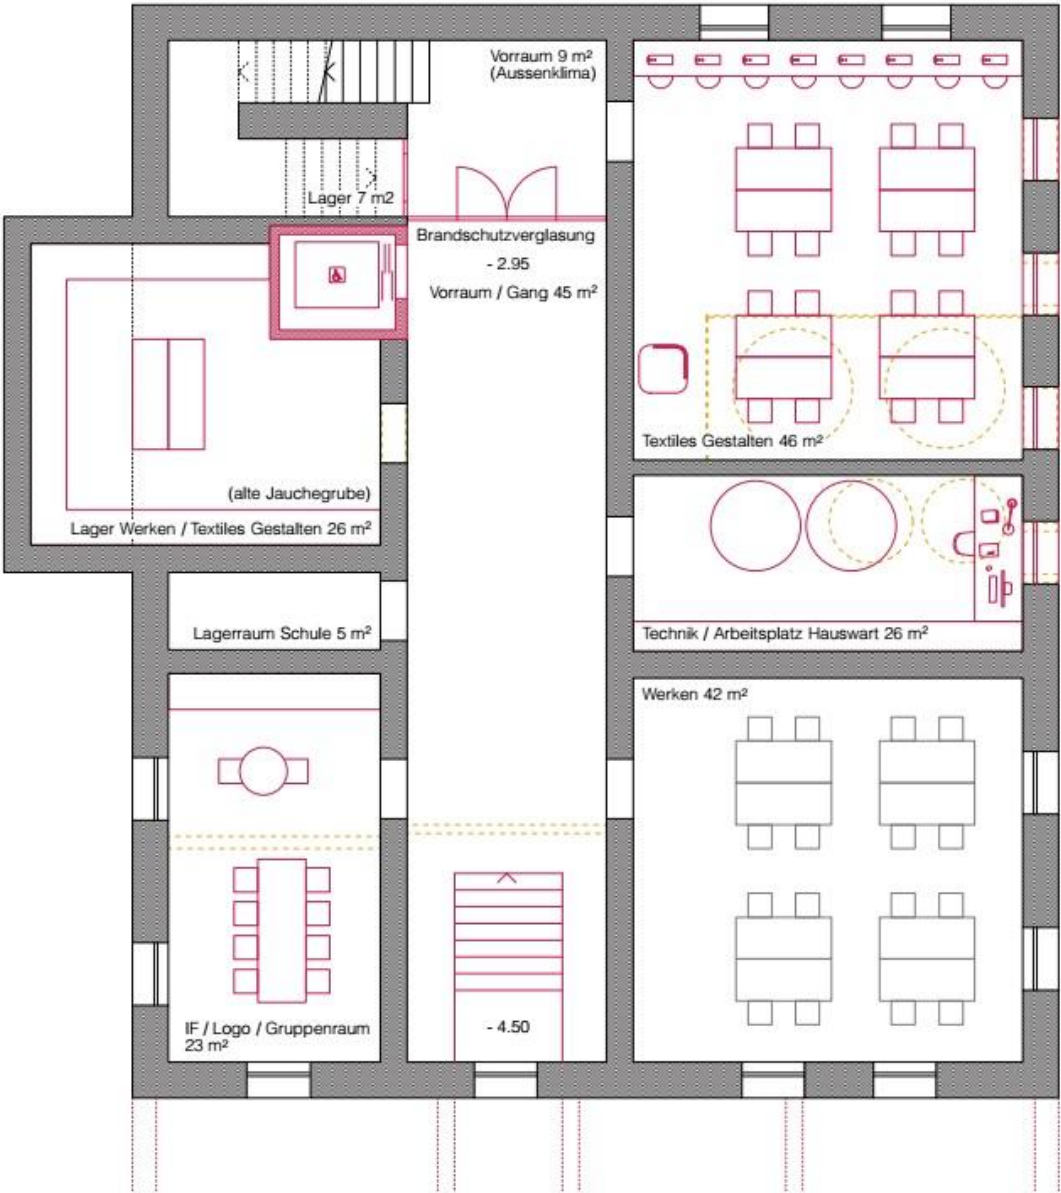 Vorraum 9 m²
(Aussenklima)
Lager 7 m2
Brandschutzverglasung
- 2.95
Vorraum / Gang 45 m²
Textiles Gestalten 46 m²
(alte Jauchegrube)
Lager Werken / Textiles Gestalten 26 m²
Lagerraum Schule 5 m²
Technik / Arbeitsplatz Hauswart 26 m²
Werken 42 m²
IF / Logo / Gruppenraum
23 m²
- 4.50